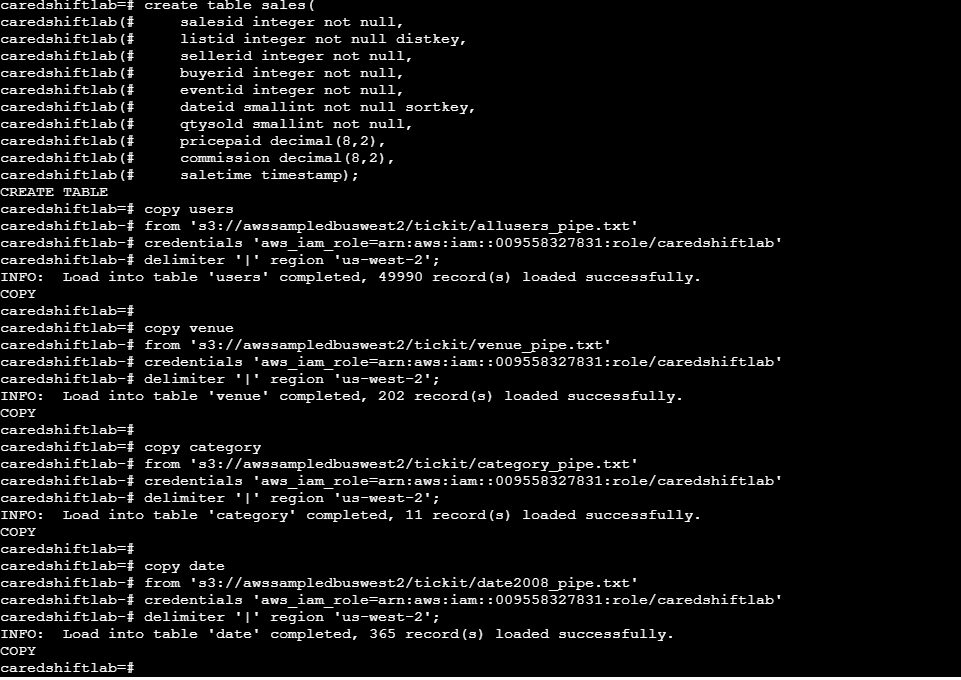 caredshiftlab=# create table sales(
caredshiftlab(#     salesid integer not null,
caredshiftlab(#     listid integer not null distkey,
caredshiftlab(#     sellerid integer not null,
caredshiftlab(#     buyerid integer not null,
caredshiftlab(#     eventid integer not null,
caredshiftlab(#     dateid smallint not null sortkey,
caredshiftlab(#     qtysold smallint not null,
caredshiftlab(#     pricepaid decimal(8,2),
caredshiftlab(#     commission decimal(8,2),
caredshiftlab(#     saletime timestamp);
CREATE TABLE
caredshiftlab=# copy users
caredshiftlab-# from 's3://awssampledbuswest2/tickit/allusers_pipe.txt'
caredshiftlab-# credentials 'aws_iam_role=arn:aws:iam::009558327831:role/caredshiftlab'
caredshiftlab-# delimiter '|' region 'us-west-2';
INFO:  Load into table 'users' completed, 49990 record(s) loaded successfully.
COPY
caredshiftlab=#
caredshiftlab=# copy venue
caredshiftlab-# from 's3://awssampledbuswest2/tickit/venue_pipe.txt'
caredshiftlab-# credentials 'aws_iam_role=arn:aws:iam::009558327831:role/caredshiftlab'
caredshiftlab-# delimiter '|' region 'us-west-2';
INFO:  Load into table 'venue' completed, 202 record(s) loaded successfully.
COPY
caredshiftlab=#
caredshiftlab=# copy category
caredshiftlab-# from 's3://awssampledbuswest2/tickit/category_pipe.txt'
caredshiftlab-# credentials 'aws_iam_role=arn:aws:iam::009558327831:role/caredshiftlab'
caredshiftlab-# delimiter '|' region 'us-west-2';
INFO:  Load into table 'category' completed, 11 record(s) loaded successfully.
COPY
caredshiftlab=#
caredshiftlab=# copy date
caredshiftlab-# from 's3://awssampledbuswest2/tickit/date2008_pipe.txt'
caredshiftlab-# credentials 'aws_iam_role=arn:aws:iam::009558327831:role/caredshiftlab'
caredshiftlab-# delimiter '|' region 'us-west-2';
INFO:  Load into table 'date' completed, 365 record(s) loaded successfully.
COPY
caredshiftlab=#